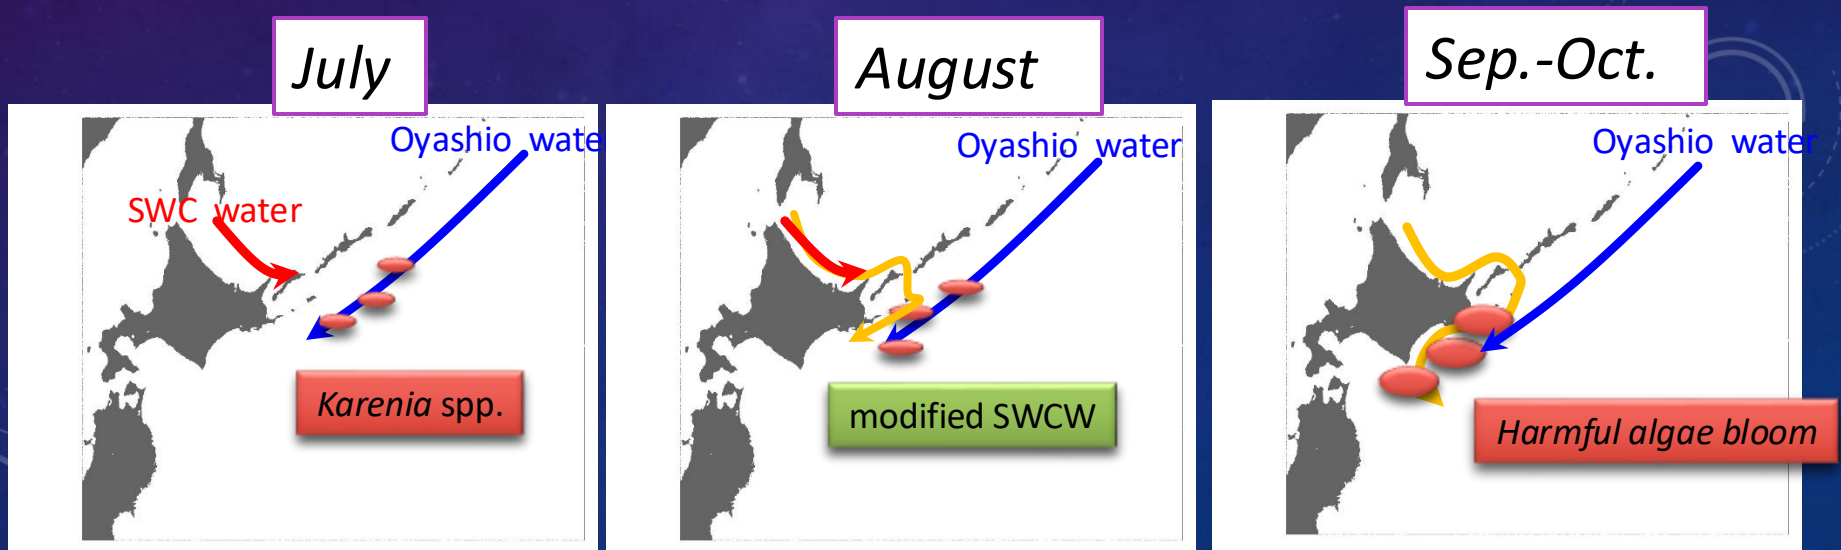 July
August
Sep.-Oct.
Oyashio wate
SWC water
Karenia spp.
Oyashio water
modified SWCW
Oyashio water
Harmful algae bloom